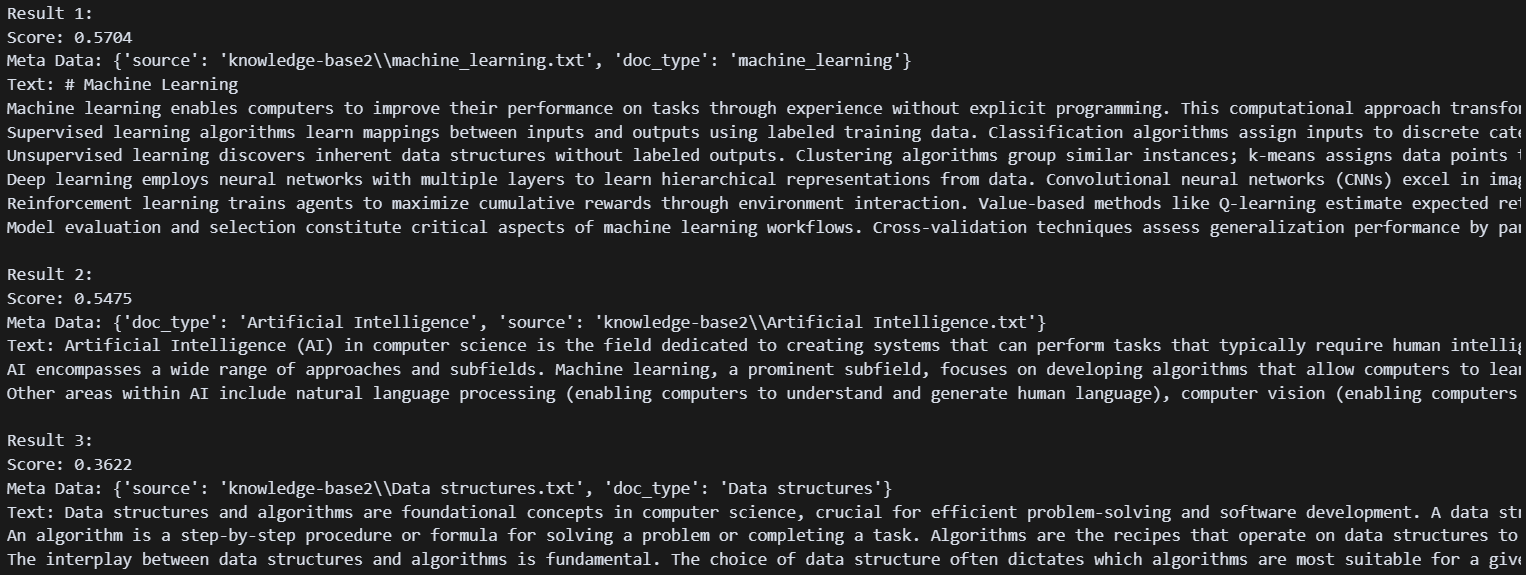 Result 1:
Score: 0.5704
Meta Data: {'source': 'knowledge-base2\\machine_learning.txt', 'doc_type': 'machine_learning'}
Text: # Machine Learning
Machine learning enables computers to improve their performance on tasks through experience without explicit programming. This computational approach
Supervised learning algorithms learn mappings between inputs and outputs using labeled training data. Classification algorithms assign inputs to discrete
Unsupervised learning discovers inherent data structures without labeled outputs. Clustering algorithms group similar instances; k-means assigns data points
Deep learning employs neural networks with multiple layers to learn hierarchical representations from data. Convolutional neural networks (CNNs) excel in
Reinforcement learning trains agents to maximize cumulative rewards through environment interaction. Value-based methods like Q-learning estimate expected
Model evaluation and selection constitute critical aspects of machine learning workflows. Cross-validation techniques assess generalization performance by
Result 2:
Score: 0.5475
Meta Data: {'doc_type': 'Artificial Intelligence', 'source': 'knowledge-base2\\Artificial Intelligence.txt'}
Text: Artificial Intelligence (AI) in computer science is the field dedicated to creating systems that can perform tasks that typically require human
AI encompasses a wide range of approaches and subfields. Machine learning, a prominent subfield, focuses on developing algorithms that allow computers to
Other areas within AI include natural language processing (enabling computers to understand and generate human language), computer vision (enabling computers
Result 3:
Score: 0.3622
Meta Data: {'source': 'knowledge-base2\\Data structures.txt', 'doc_type': 'Data structures'}
Text: Data structures and algorithms are foundational concepts in computer science, crucial for efficient problem-solving and software development. A data
An algorithm is a step-by-step procedure or formula for solving a problem or completing a task. Algorithms are the recipes that operate on data structures to
The interplay between data structures and algorithms is fundamental. The choice of data structure often dictates which algorithms are most suitable for a